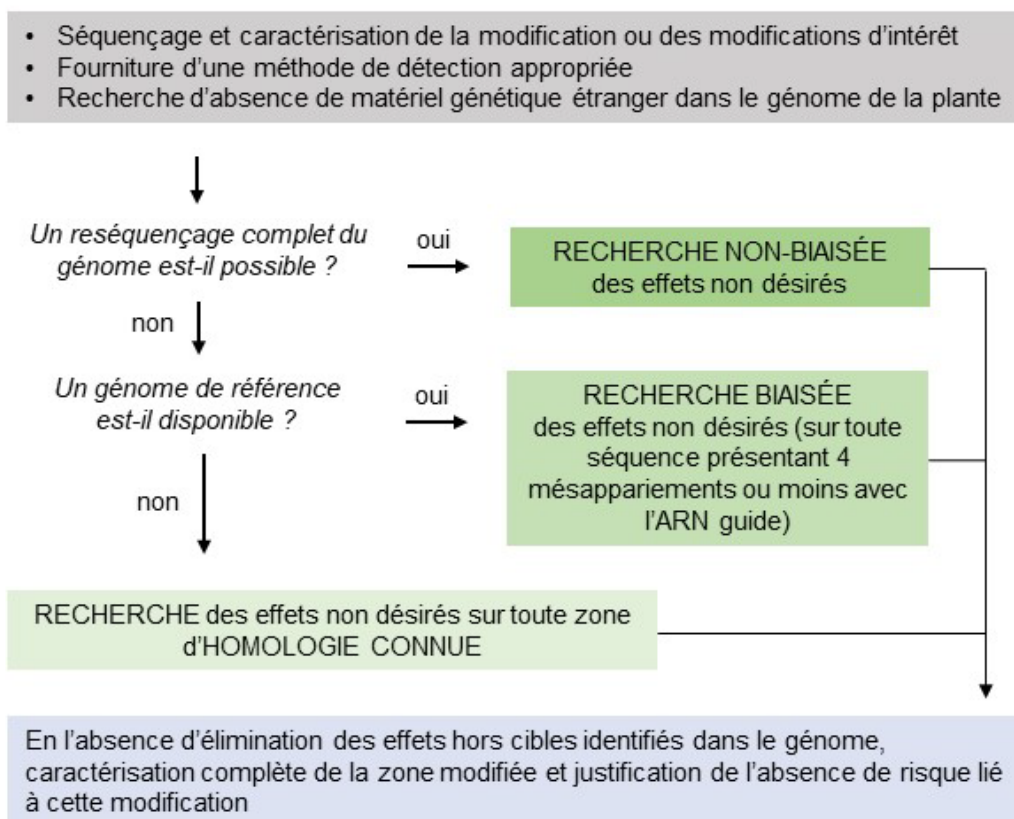 • Séquençage et caractérisation de la modification ou des modifications d'intérêt
• Fourniture d'une méthode de détection appropriée
• Recherche d'absence de matériel génétique étranger dans le génome de la plante
Un reséquençage complet du
génome est-il possible ?
oui
RECHERCHE NON-BIAISÉE
des effets non désirés
non
Un génome de référence
est-il disponible ?
oui
RECHERCHE BIAISÉE
des effets non désirés (sur toute
séquence présentant 4
mésappariements ou moins avec
l'ARN guide)
non
RECHERCHE des effets non désirés sur toute zone
d'HOMOLOGIE CONNUE
En l'absence d'élimination des effets hors cibles identifiés dans le génome,
caractérisation complète de la zone modifiée et justification de l'absence de risque lié
à cette modification